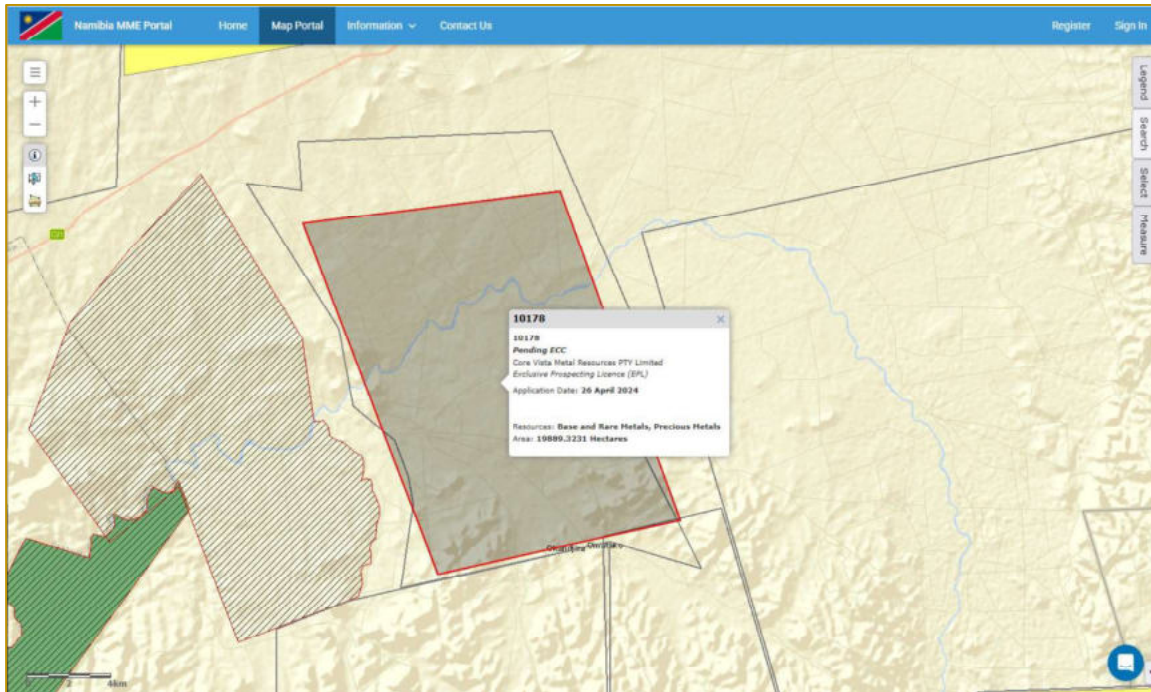 Namibia MME Portal Home Map Portal Information Contact Us Register Sign In
Legend
Search
Select
Measure
10178
10178
Pending ECC
Core Vista Metal Resources PTY Limited
Exclusive Prospecting Licence (EPL)
Application Date: 26 April 2024
Resources: Base and Rare Metals, Precious Metals
Area: 19889.3231 Hectares
2 4km